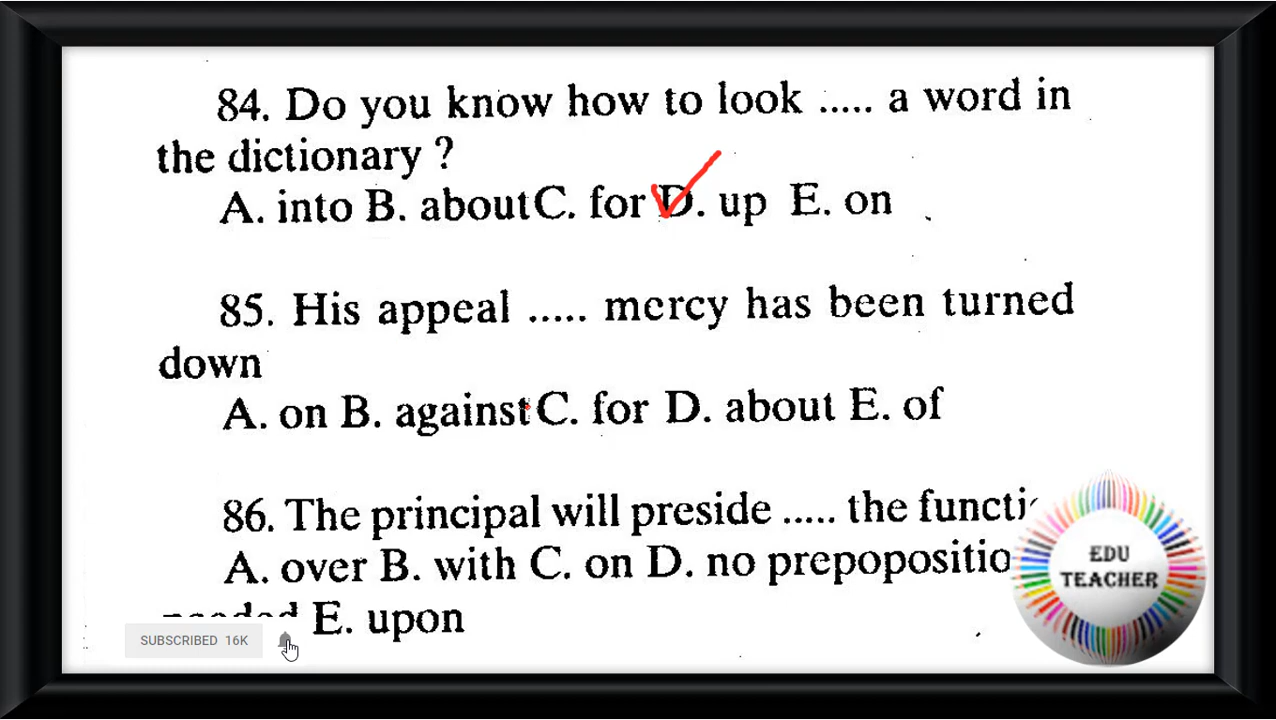 84. Do you know how to look ..... a word in
the dictionary ?
A. into B. about C. for D. up E. on
85. His appeal ..... mercy has been turned
down
A. on B. against C. for D. about E. of
86. The principal will preside ..... the functi
A. over B. with C. on D. no prepopositio
needed E. upon
EDU
TEACHER
SUBSCRIBED 16K